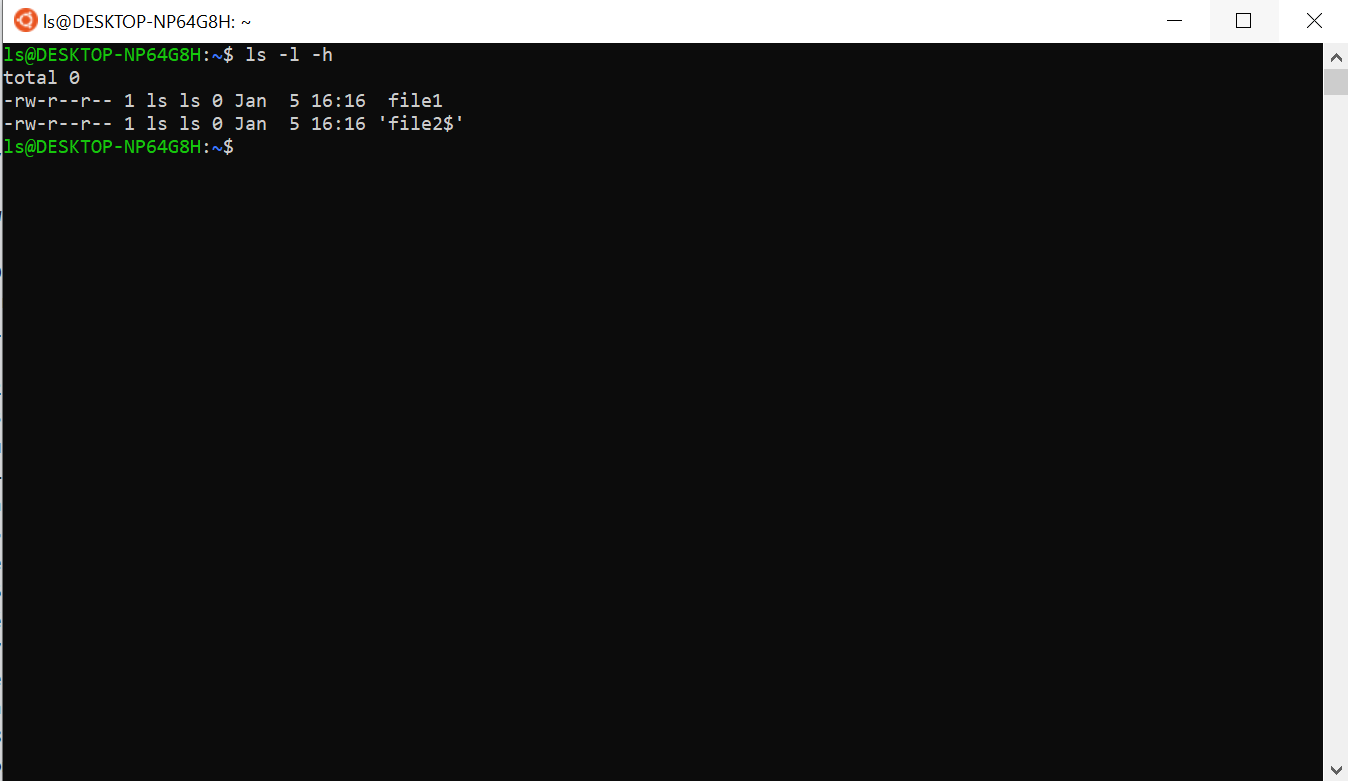 ls@DESKTOP-NP64G8H: ~
ls@DESKTOP-NP64G8H:~$ ls -l -h
total 0
-rw-r--r-- 1 ls ls 0 Jan  5 16:16  file1
-rw-r--r-- 1 ls ls 0 Jan  5 16:16 'file2$'
ls@DESKTOP-NP64G8H:~$